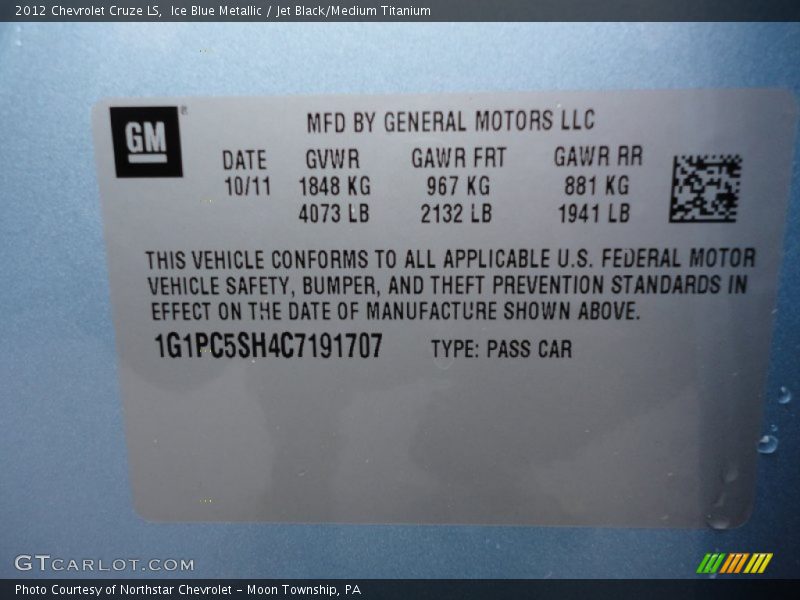 2012 Chevrolet Cruze LS,  Ice Blue Metallic / Jet Black/Medium Titanium
GM ®
MFD BY GENERAL MOTORS LLC
DATE GVWR GAWR FRT GAWR RR
10/11 1848 KG 967 KG 881 KG
4073 LB 2132 LB 1941 LB
THIS VEHICLE CONFORMS TO ALL APPLICABLE U.S. FEDERAL MOTOR
VEHICLE SAFETY, BUMPER, AND THEFT PREVENTION STANDARDS IN
EFFECT ON THE DATE OF MANUFACTURE SHOWN ABOVE.
1G1PC5SH4C7191707 TYPE: PASS CAR
GTCARLOT.COM
Photo Courtesy of Northstar Chevrolet - Moon Township, PA